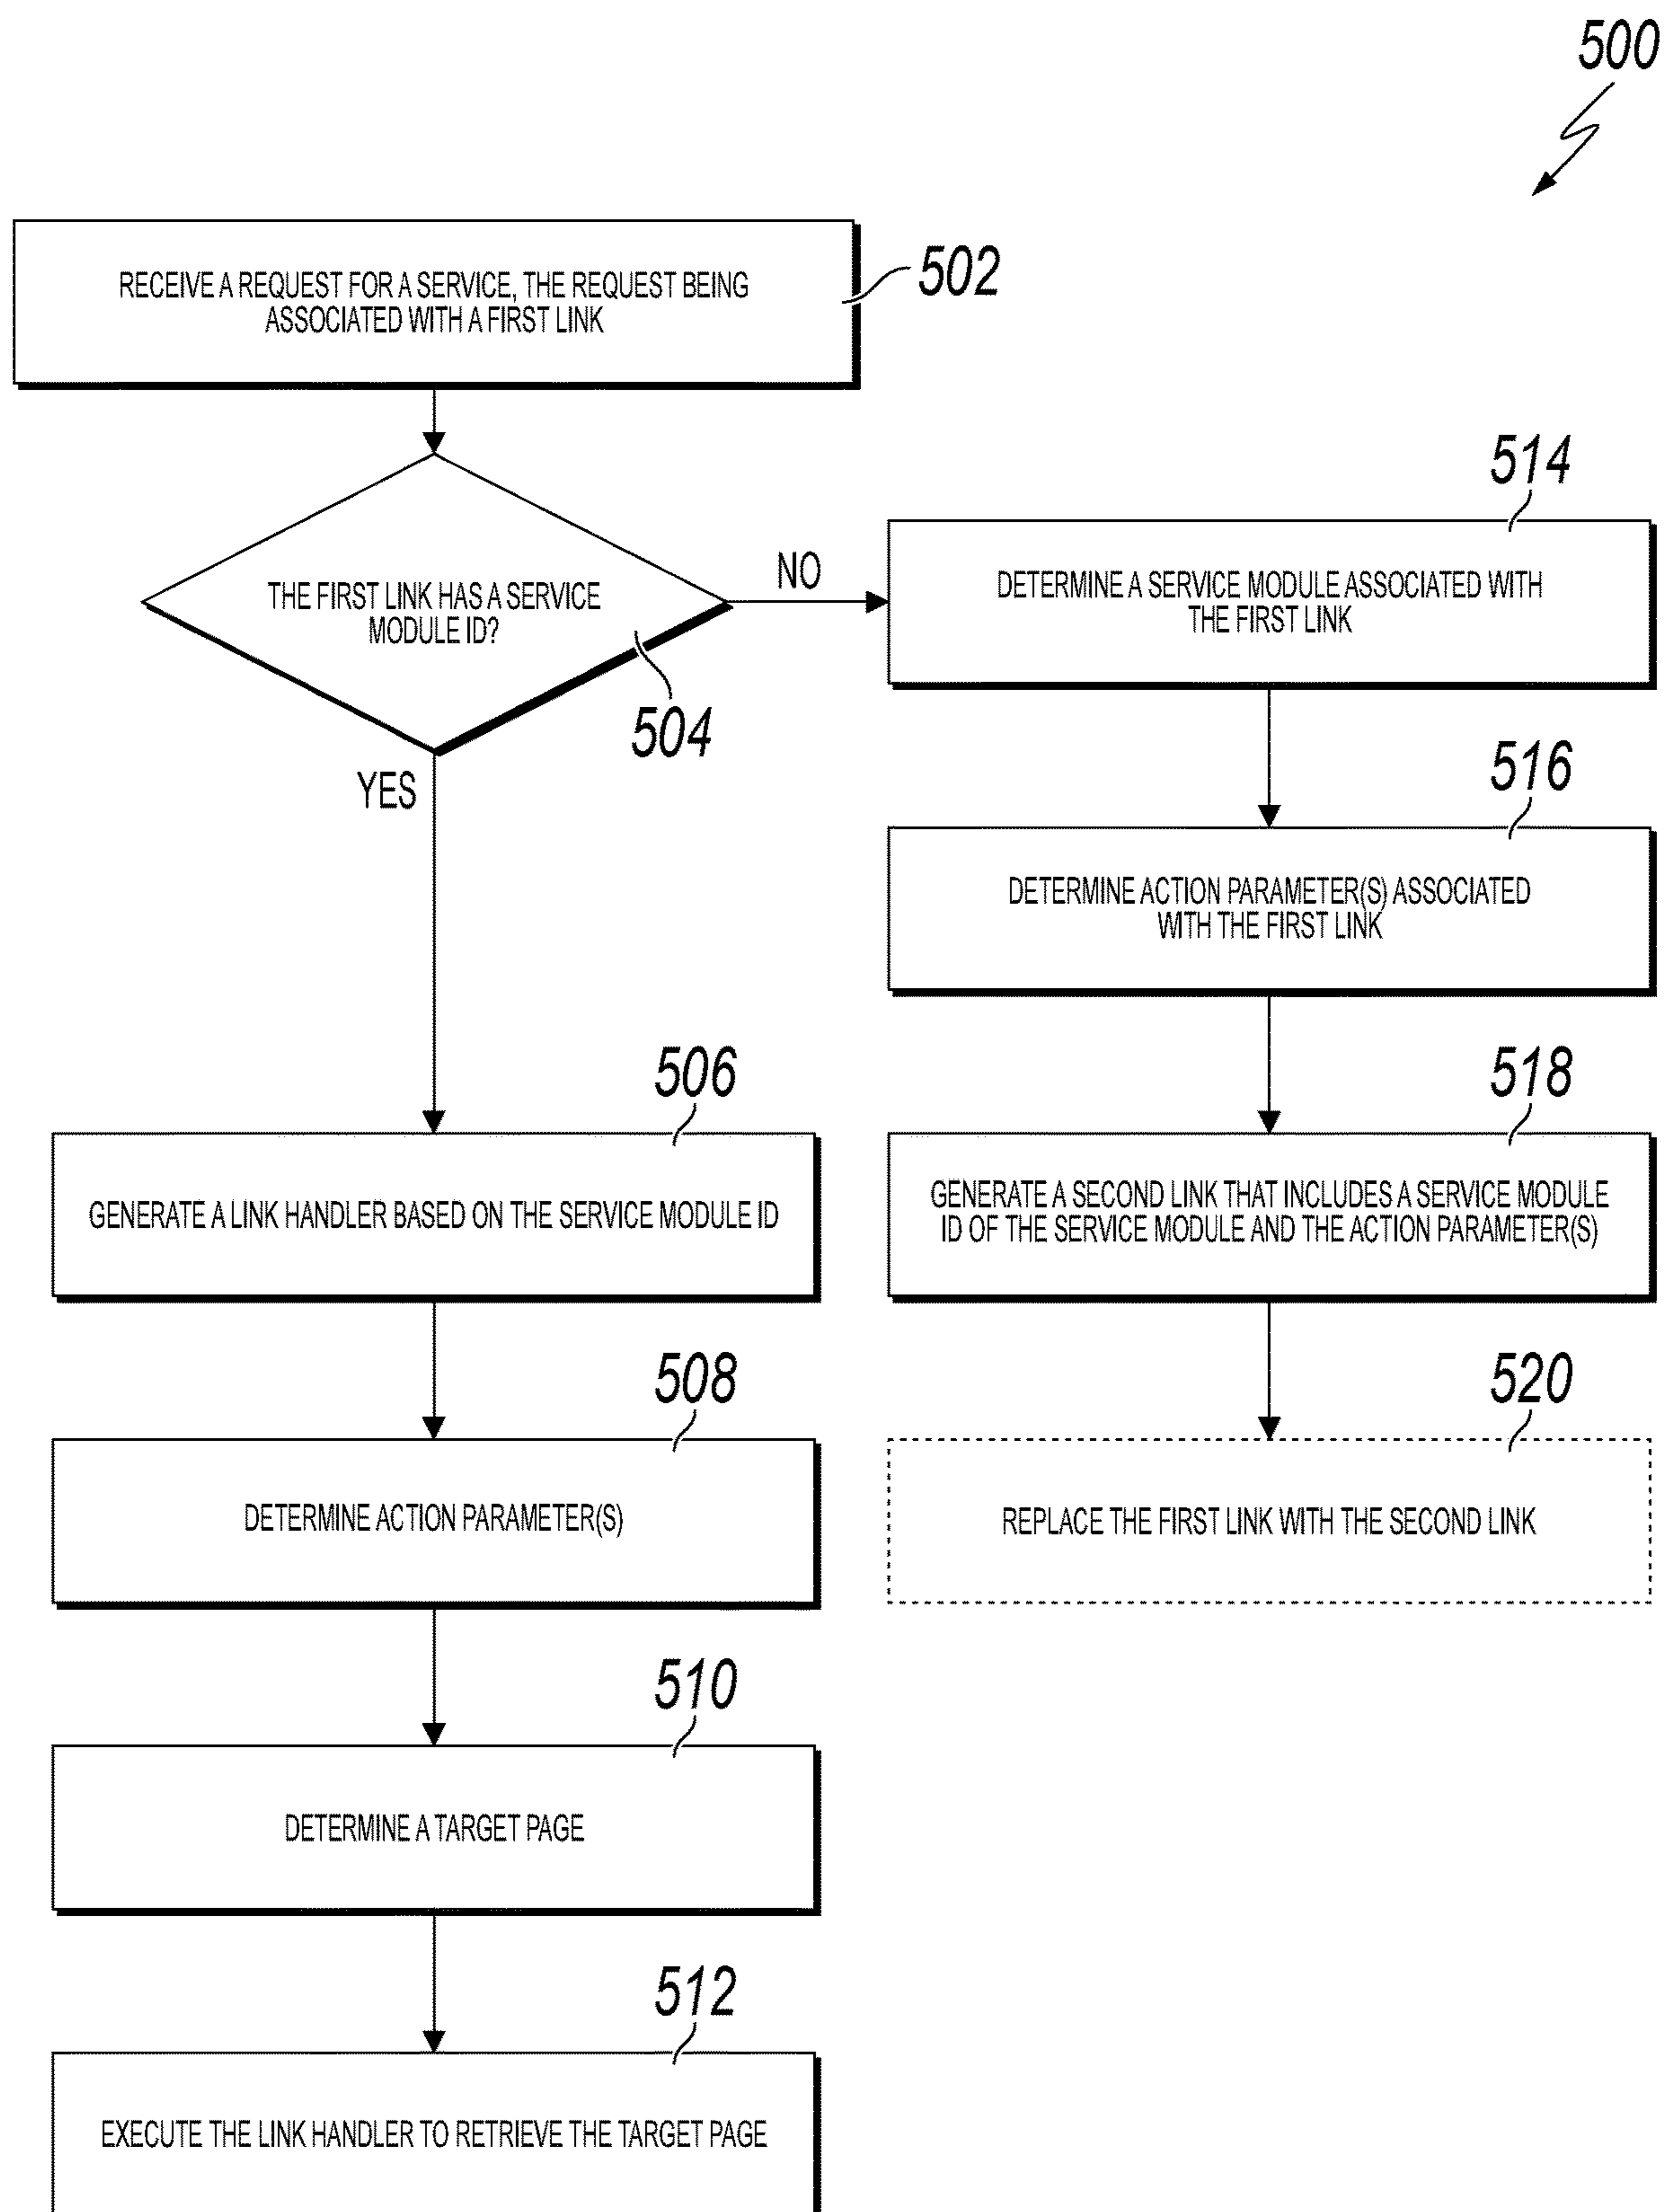 500
RECEIVE A REQUEST FOR A SERVICE, THE REQUEST BEING
ASSOCIATED WITH A FIRST LINK
502
THE FIRST LINK HAS A SERVICE
MODULE ID?
504
NO
YES
514
DETERMINE A SERVICE MODULE ASSOCIATED WITH
THE FIRST LINK
516
DETERMINE ACTION PARAMETER(S) ASSOCIATED
WITH THE FIRST LINK
506
GENERATE A LINK HANDLER BASED ON THE SERVICE MODULE ID
518
GENERATE A SECOND LINK THAT INCLUDES A SERVICE MODULE
ID OF THE SERVICE MODULE AND THE ACTION PARAMETER(S)
508
DETERMINE ACTION PARAMETER(S)
520
REPLACE THE FIRST LINK WITH THE SECOND LINK
510
DETERMINE A TARGET PAGE
512
EXECUTE THE LINK HANDLER TO RETRIEVE THE TARGET PAGE